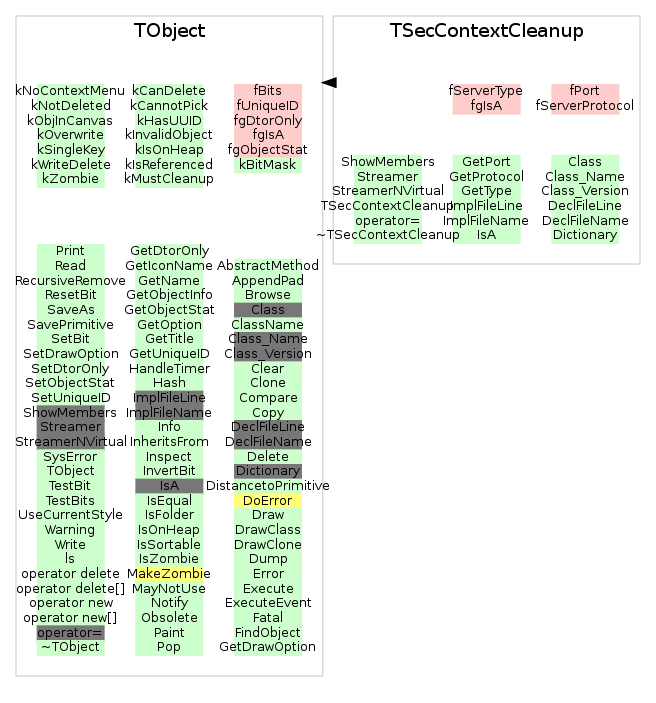 TObject
kNoContextMenu
kNotDeleted
kObjInCanvas
kOverwrite
kSingleKey
kWriteDelete
kZombie
kCanDelete
kCannotPick
kHasUUID
kInvalidObject
kIsOnHeap
kIsReferenced
kMustCleanup
fBits
fUniqueID
fgDtorOnly
fgIsA
fgObjectStat
kBitMask
Print
Read
RecursiveRemove
ResetBit
SaveAs
SavePrimitive
SetBit
SetDrawOption
SetDtorOnly
SetObjectStat
SetUniqueID
ShowMembers
Streamer
StreamerNVirtual
SysError
TObject
TestBit
TestBits
UseCurrentStyle
Warning
Write
ls
operator delete
operator delete[]
operator new
operator new[]
operator=
~TObject
GetDtorOnly
GetIconName
GetName
GetObjectInfo
GetObjectStat
GetOption
GetTitle
GetUniqueID
HandleTimer
Hash
ImplFileLine
ImplFileName
Info
InheritsFrom
Inspect
InvertBit
IsA
IsEqual
IsFolder
IsOnHeap
IsSortable
IsZombie
MakeZombie
MayNotUse
Notify
Obsolete
Paint
Pop
AbstractMethod
AppendPad
Browse
Class
ClassName
Class_Name
Class_Version
Clear
Clone
Compare
Copy
DeclFileLine
DeclFileName
Delete
Dictionary
DistancetoPrimitive
DoError
Draw
DrawClass
DrawClone
Dump
Error
Execute
ExecuteEvent
Fatal
FindObject
GetDrawOption
TSecContextCleanup
fServerType
fgIsA
fPort
fServerProtocol
ShowMembers
Streamer
StreamerNVirtual
TSecContextCleanup
operator=
~TSecContextCleanup
GetPort
GetProtocol
GetType
ImplFileLine
ImplFileName
IsA
Class
Class_Name
Class_Version
DeclFileLine
DeclFileName
Dictionary